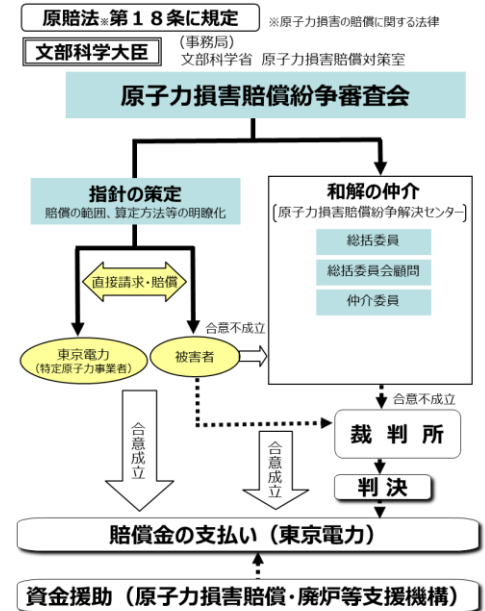 原賠法※第18条に規定
※原子力損害の賠償に関する法律
文部科学大臣
(事務局)
文部科学省 原子力損害賠償対策室
原子力損害賠償紛争審査会
指針の策定
賠償の範囲、算定方法等の明瞭化
和解の仲介
[原子力損害賠償紛争解決センター]
総括委員
総括委員会顧問
仲介委員
直接請求・賠償
合意不成立
東京電力
(特定原子力事業者)
被害者
合意不成立
裁判所
合意成立
合意成立
判決
賠償金の支払い(東京電力)
資金援助(原子力損害賠償・廃炉等支援機構)